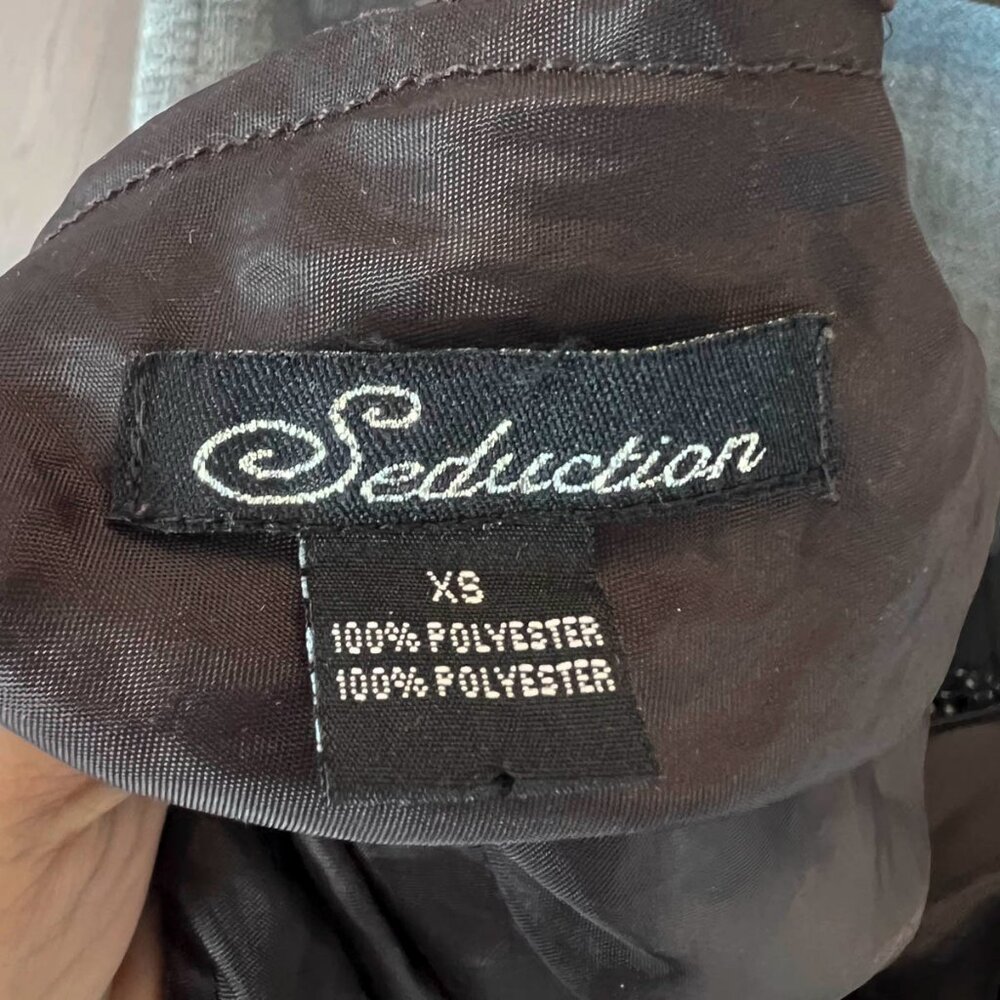 Seduction
XS
100% POLYESTER
100% POLYESTER